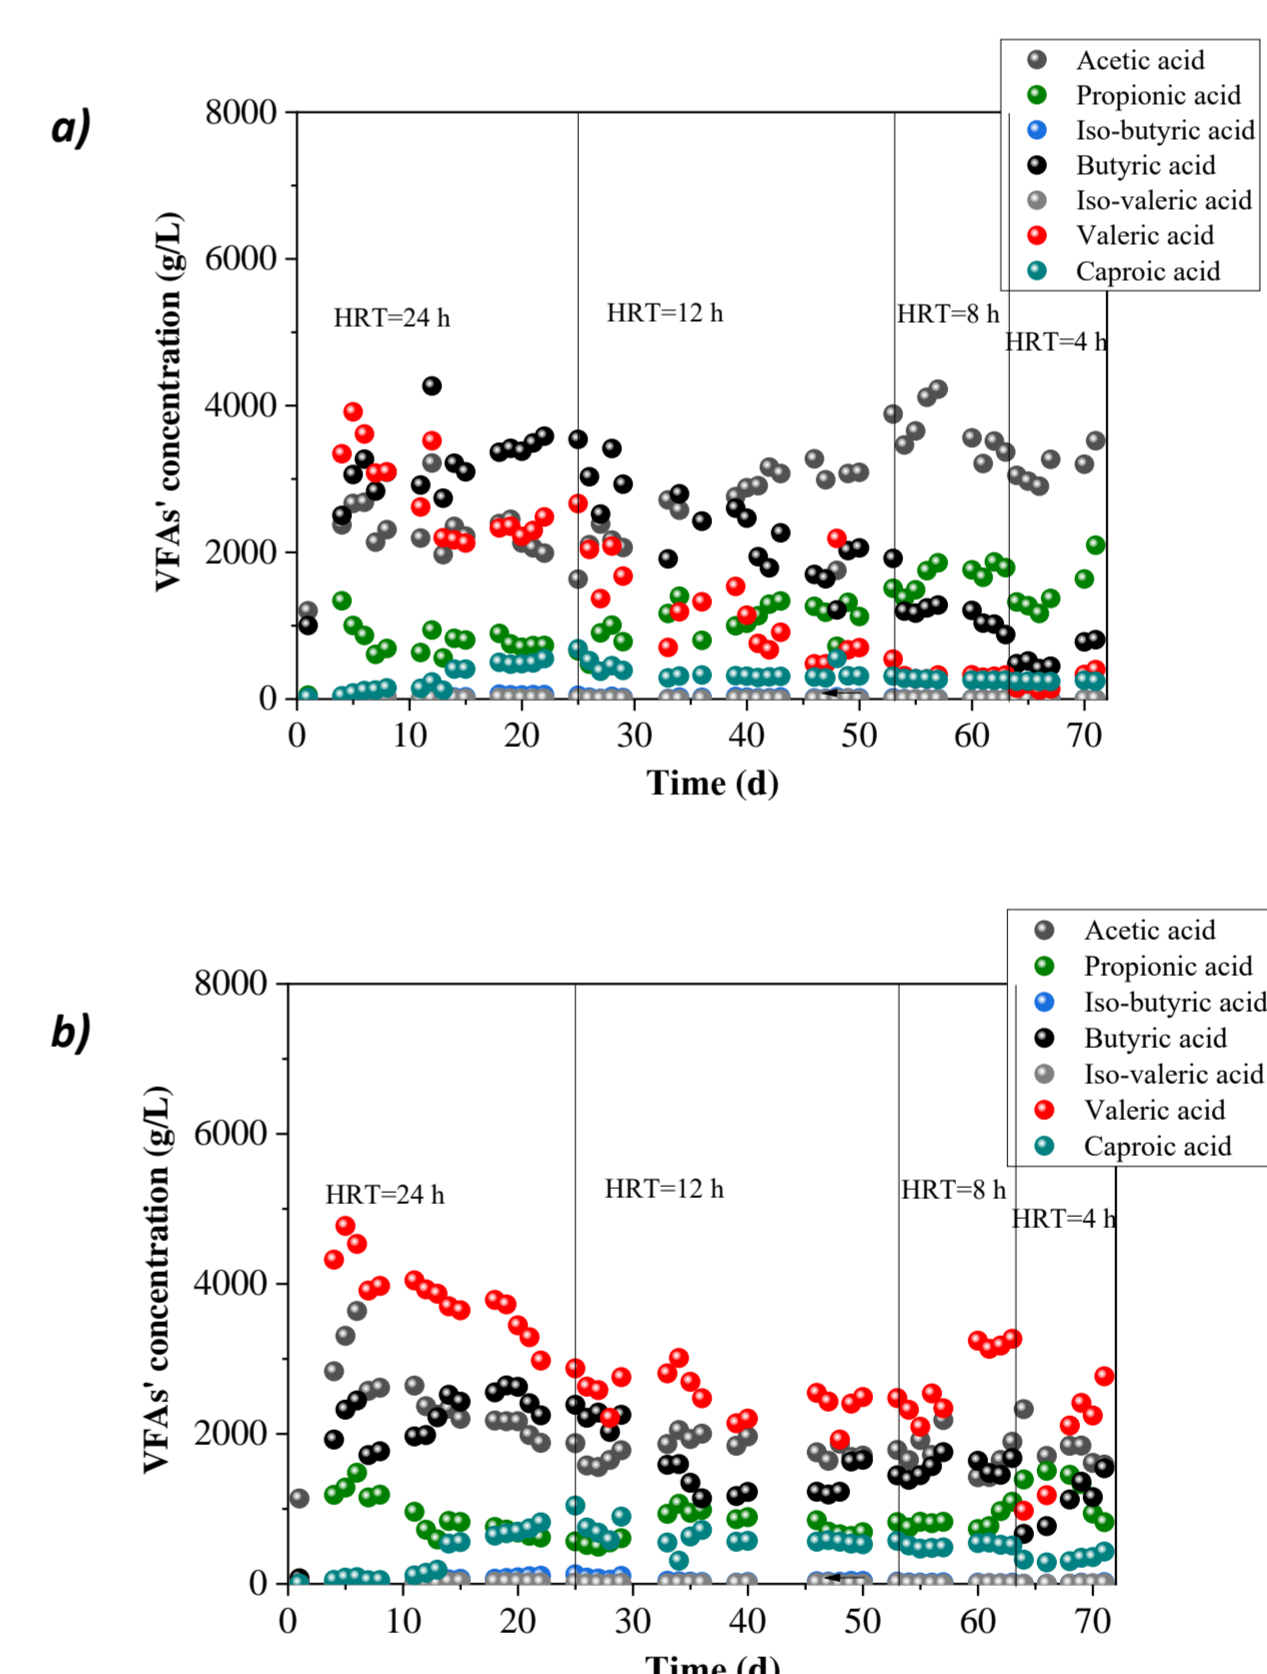 a)
Acetic acid
Propionic acid
Iso-butyric acid
Butyric acid
Iso-valeric acid
Valeric acid
Caproic acid
8000
6000
4000
2000
0
VFAs' concentration (g/L)
HRT=24 h
HRT=12 h
HRT=8 h
HRT=4 h
0 10 20 30 40 50 60 70
Time (d)
b)
Acetic acid
Propionic acid
Iso-butyric acid
Butyric acid
Iso-valeric acid
Valeric acid
Caproic acid
8000
6000
4000
2000
0
VFAs' concentration (g/L)
HRT=24 h
HRT=12 h
HRT=8 h
HRT=4 h
0 10 20 30 40 50 60 70
Time (d)